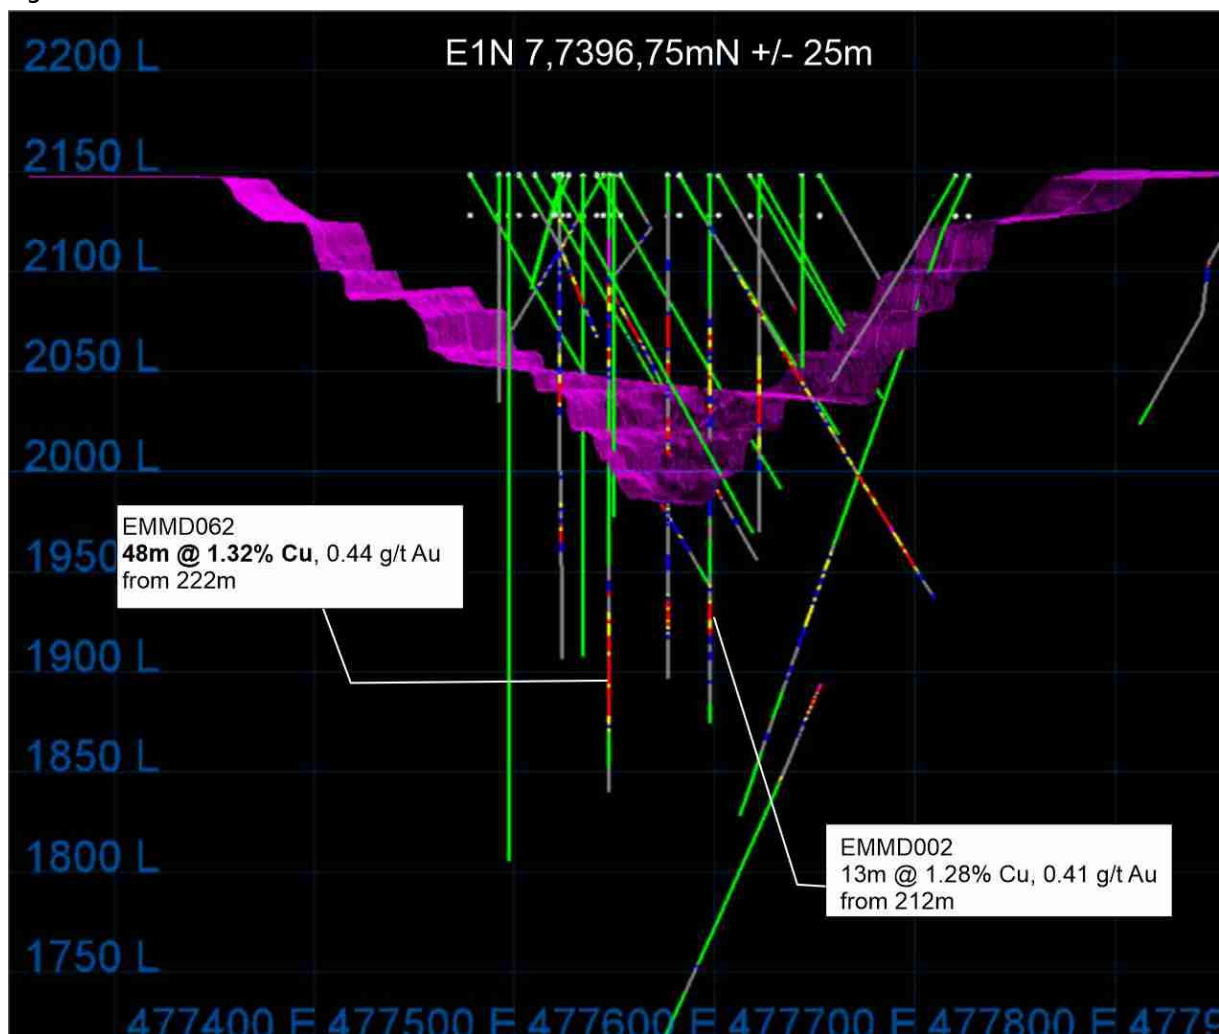 E1N 7,7396,75mN +/- 25m
2200 L
2150 L
2100 L
2050 L
2000 L
EMMD062
48m @ 1.32% Cu, 0.44 g/t Au
from 222m
1950 L
1900 L
1850 L
EMMD002
13m @ 1.28% Cu, 0.41 g/t Au
from 212m
1800 L
1750 L
477400 E 477500 E 477600 E 477700 E 477800 E